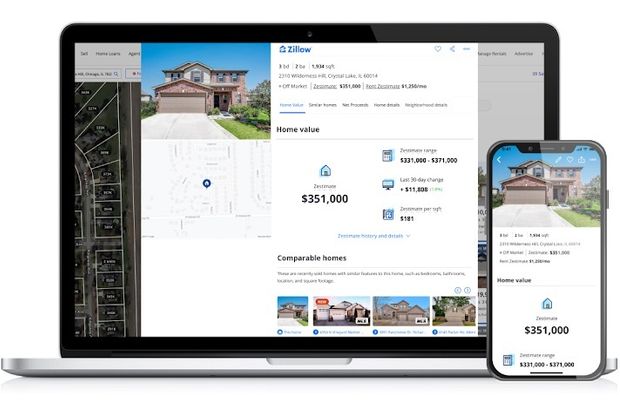 Sell Home Loans Agent
Manage Rentals Advertise
Zillow
3 bd 2 ba 1,934 sqft
2310 Wilderness Hill, Crystal Lake, IL 60014
Off Market Zestimate: $351,000 Rent Zestimate $1,250/mo
Home Value Similar homes Net Proceeds Home details Neighborhood details
Home value
Zestimate
$351,000
Zestimate range
$331,000 - $371,000
Last 30-day change
Zestimate per sqft
$181
Zestimate history and details
Comparable homes
These are recently sold homes with similar features to this home, such as bedrooms, bathrooms,
location, and square footage.
NEW
This home
3 bd 2 ba 1,934 sqft
2310 Wilderness Hill, Crystal Lake, IL 60014
Off Market Zestimate: $351,000
Rent Zestimate $1,250/mo
Home value
Zestimate
$351,000
Zestimate range
$331,000 - $371,000